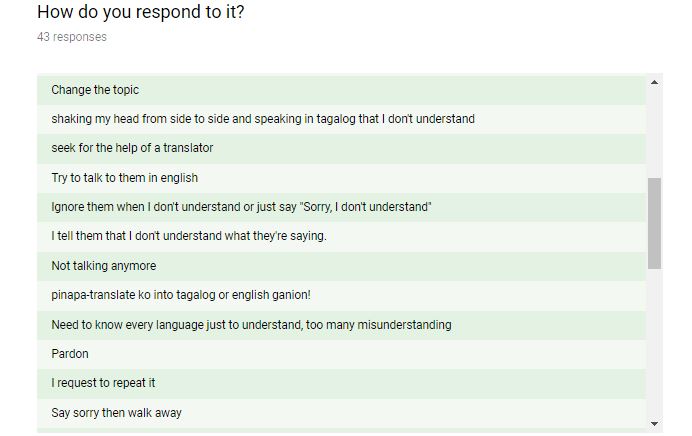 How do you respond to it?
43 responses
Change the topic
shaking my head from side to side and speaking in tagalog that I don't understand
seek for the help of a translator
Try to talk to them in english
Ignore them when I don't understand or just say "Sorry, I don't understand"
I tell them that I don't understand what they're saying.
Not talking anymore
pinapa-translate ko into tagalog or english ganion!
Need to know every language just to understand, too many misunderstanding
Pardon
I request to repeat it
Say sorry then walk away